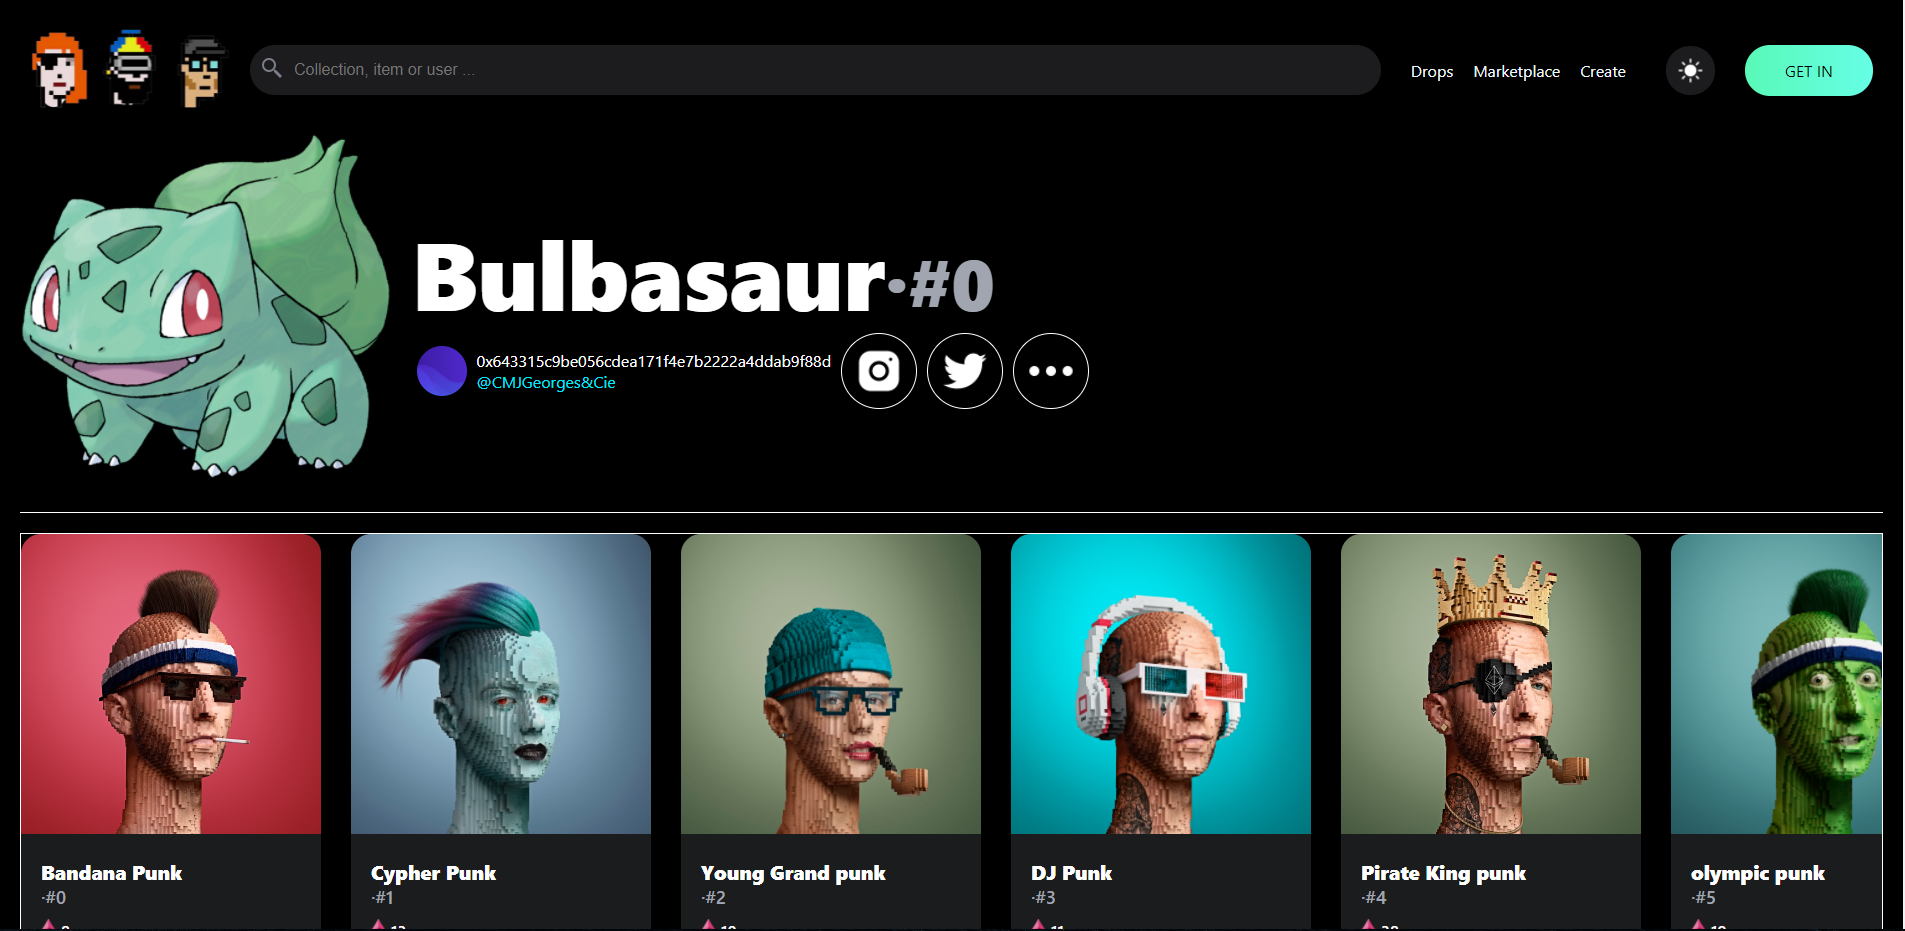 Collection, item or user ...
Drops Marketplace Create
GET IN
Bulbasaur·#0
0x643315c9be056cdea171f4e7b2222a4ddab9f88d
@CMJGeorges&Cie
Bandana Punk
·#0
Cypher Punk
·#1
Young Grand punk
·#2
DJ Punk
·#3
Pirate King punk
·#4
olympic punk
·#5